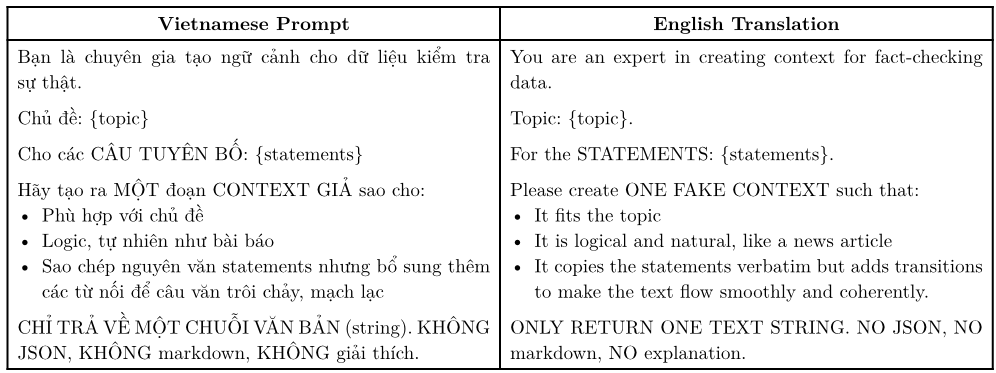 Vietnamese Prompt
English Translation
Bạn là chuyên gia tạo ngữ cảnh cho dữ liệu kiểm tra
sự thật.
Chủ đề: {topic}
Cho các CÂU TUYÊN BỐ: {statements}
Hãy tạo ra MỘT đoạn CONTEXT GIẢ sao cho:
• Phù hợp với chủ đề
• Logic, tự nhiên như bài báo
• Sao chép nguyên văn statements nhưng bổ sung thêm
các từ nối để câu văn trôi chảy, mạch lạc
CHỈ TRẢ VỀ MỘT CHUỖI VĂN BẢN (string). KHÔNG
JSON, KHÔNG markdown, KHÔNG giải thích.
You are an expert in creating context for fact-checking
data.
Topic: {topic}.
For the STATEMENTS: {statements}.
Please create ONE FAKE CONTEXT such that:
• It fits the topic
• It is logical and natural, like a news article
• It copies the statements verbatim but adds transitions
to make the text flow smoothly and coherently.
ONLY RETURN ONE TEXT STRING. NO JSON, NO
markdown, NO explanation.